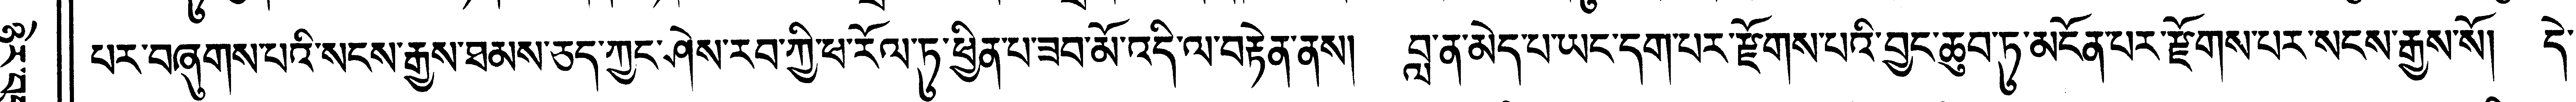 པར་བཞུགས་པའི་སངས་རྒྱས་ཐམས་ཅད་ཀྱང་ཤེས་རབ་ཀྱི་ཕ་རོལ་ཏུ་ཕྱིན་པ་ཟབ་མོ་འདི་ལ་བརྟེན་ནས། བླ་ན་མེད་པ་ཡང་དག་པར་རྫོགས་པའི་བྱང་ཆུབ་ཏུ་མངོན་པར་རྫོགས་པར་སངས་རྒྱས་སོ། དེ་